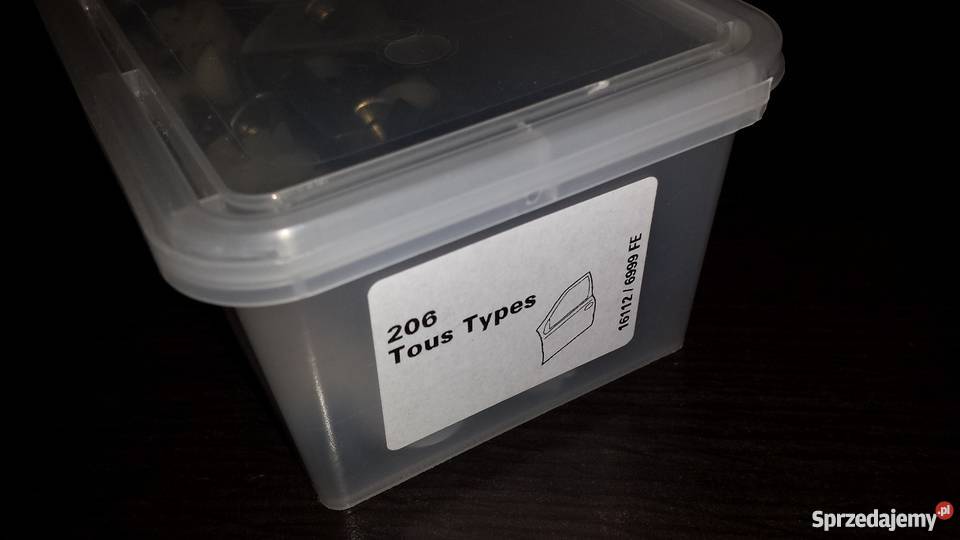 206
Tous Types
16112 / 6999 FE
Sprzedajemy.pl